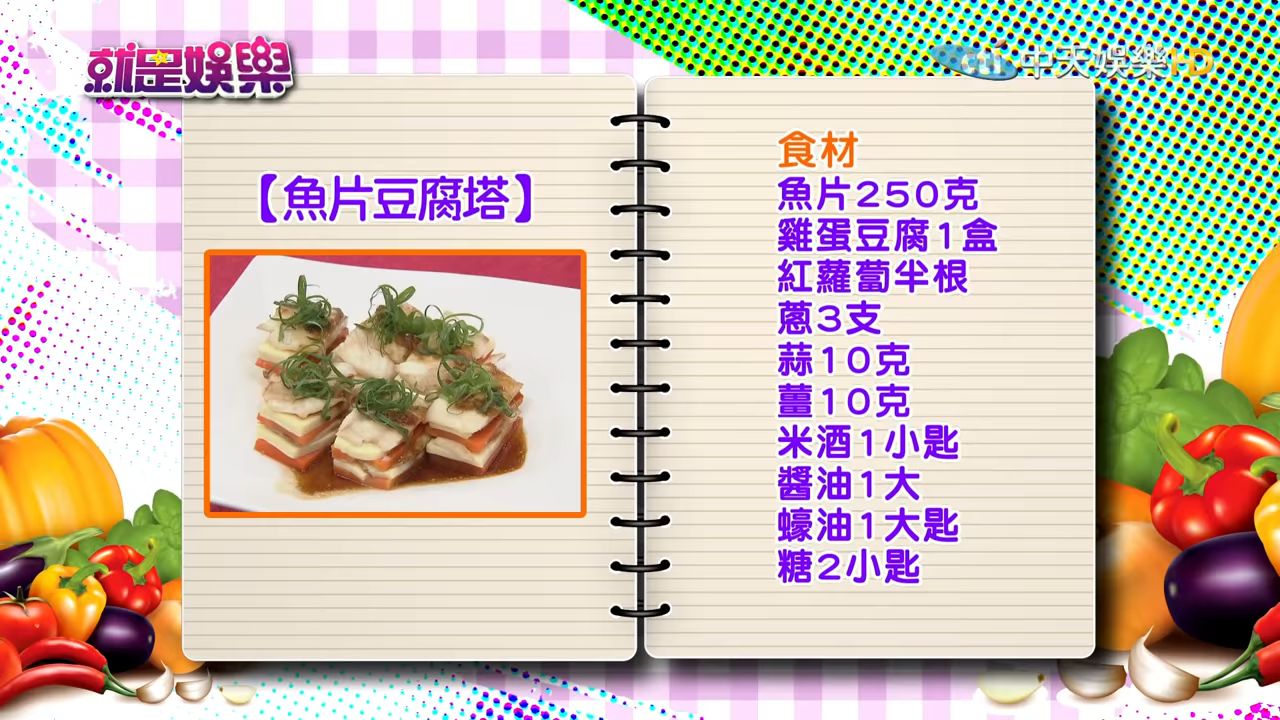 就是娛樂
cti 中天娛樂HD
【魚片豆腐塔】
食材
魚片250克
雞蛋豆腐1盒
紅蘿蔔半根
蔥3支
蒜10克
薑10克
米酒1小匙
醬油1大
蠔油1大匙
糖2小匙